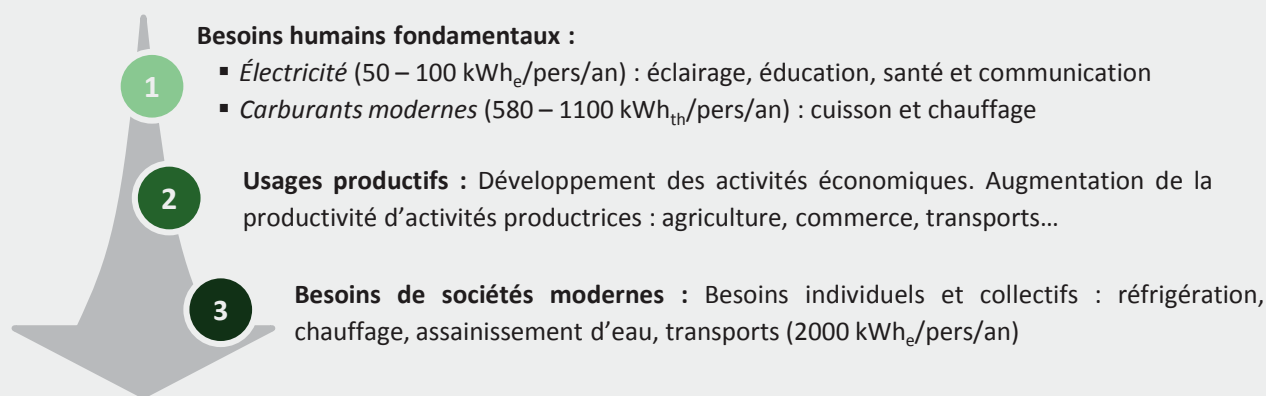 Besoins humains fondamentaux :
1
▪ Électricité (50 – 100 kWhe/pers/an) : éclairage, éducation, santé et communication
▪ Carburants modernes (580 – 1100 kWhth/pers/an) : cuisson et chauffage
2
Usages productifs : Développement des activités économiques. Augmentation de la
productivité d’activités productrices : agriculture, commerce, transports…
3
Besoins de sociétés modernes : Besoins individuels et collectifs : réfrigération,
chauffage, assainissement d’eau, transports (2000 kWhe/pers/an)